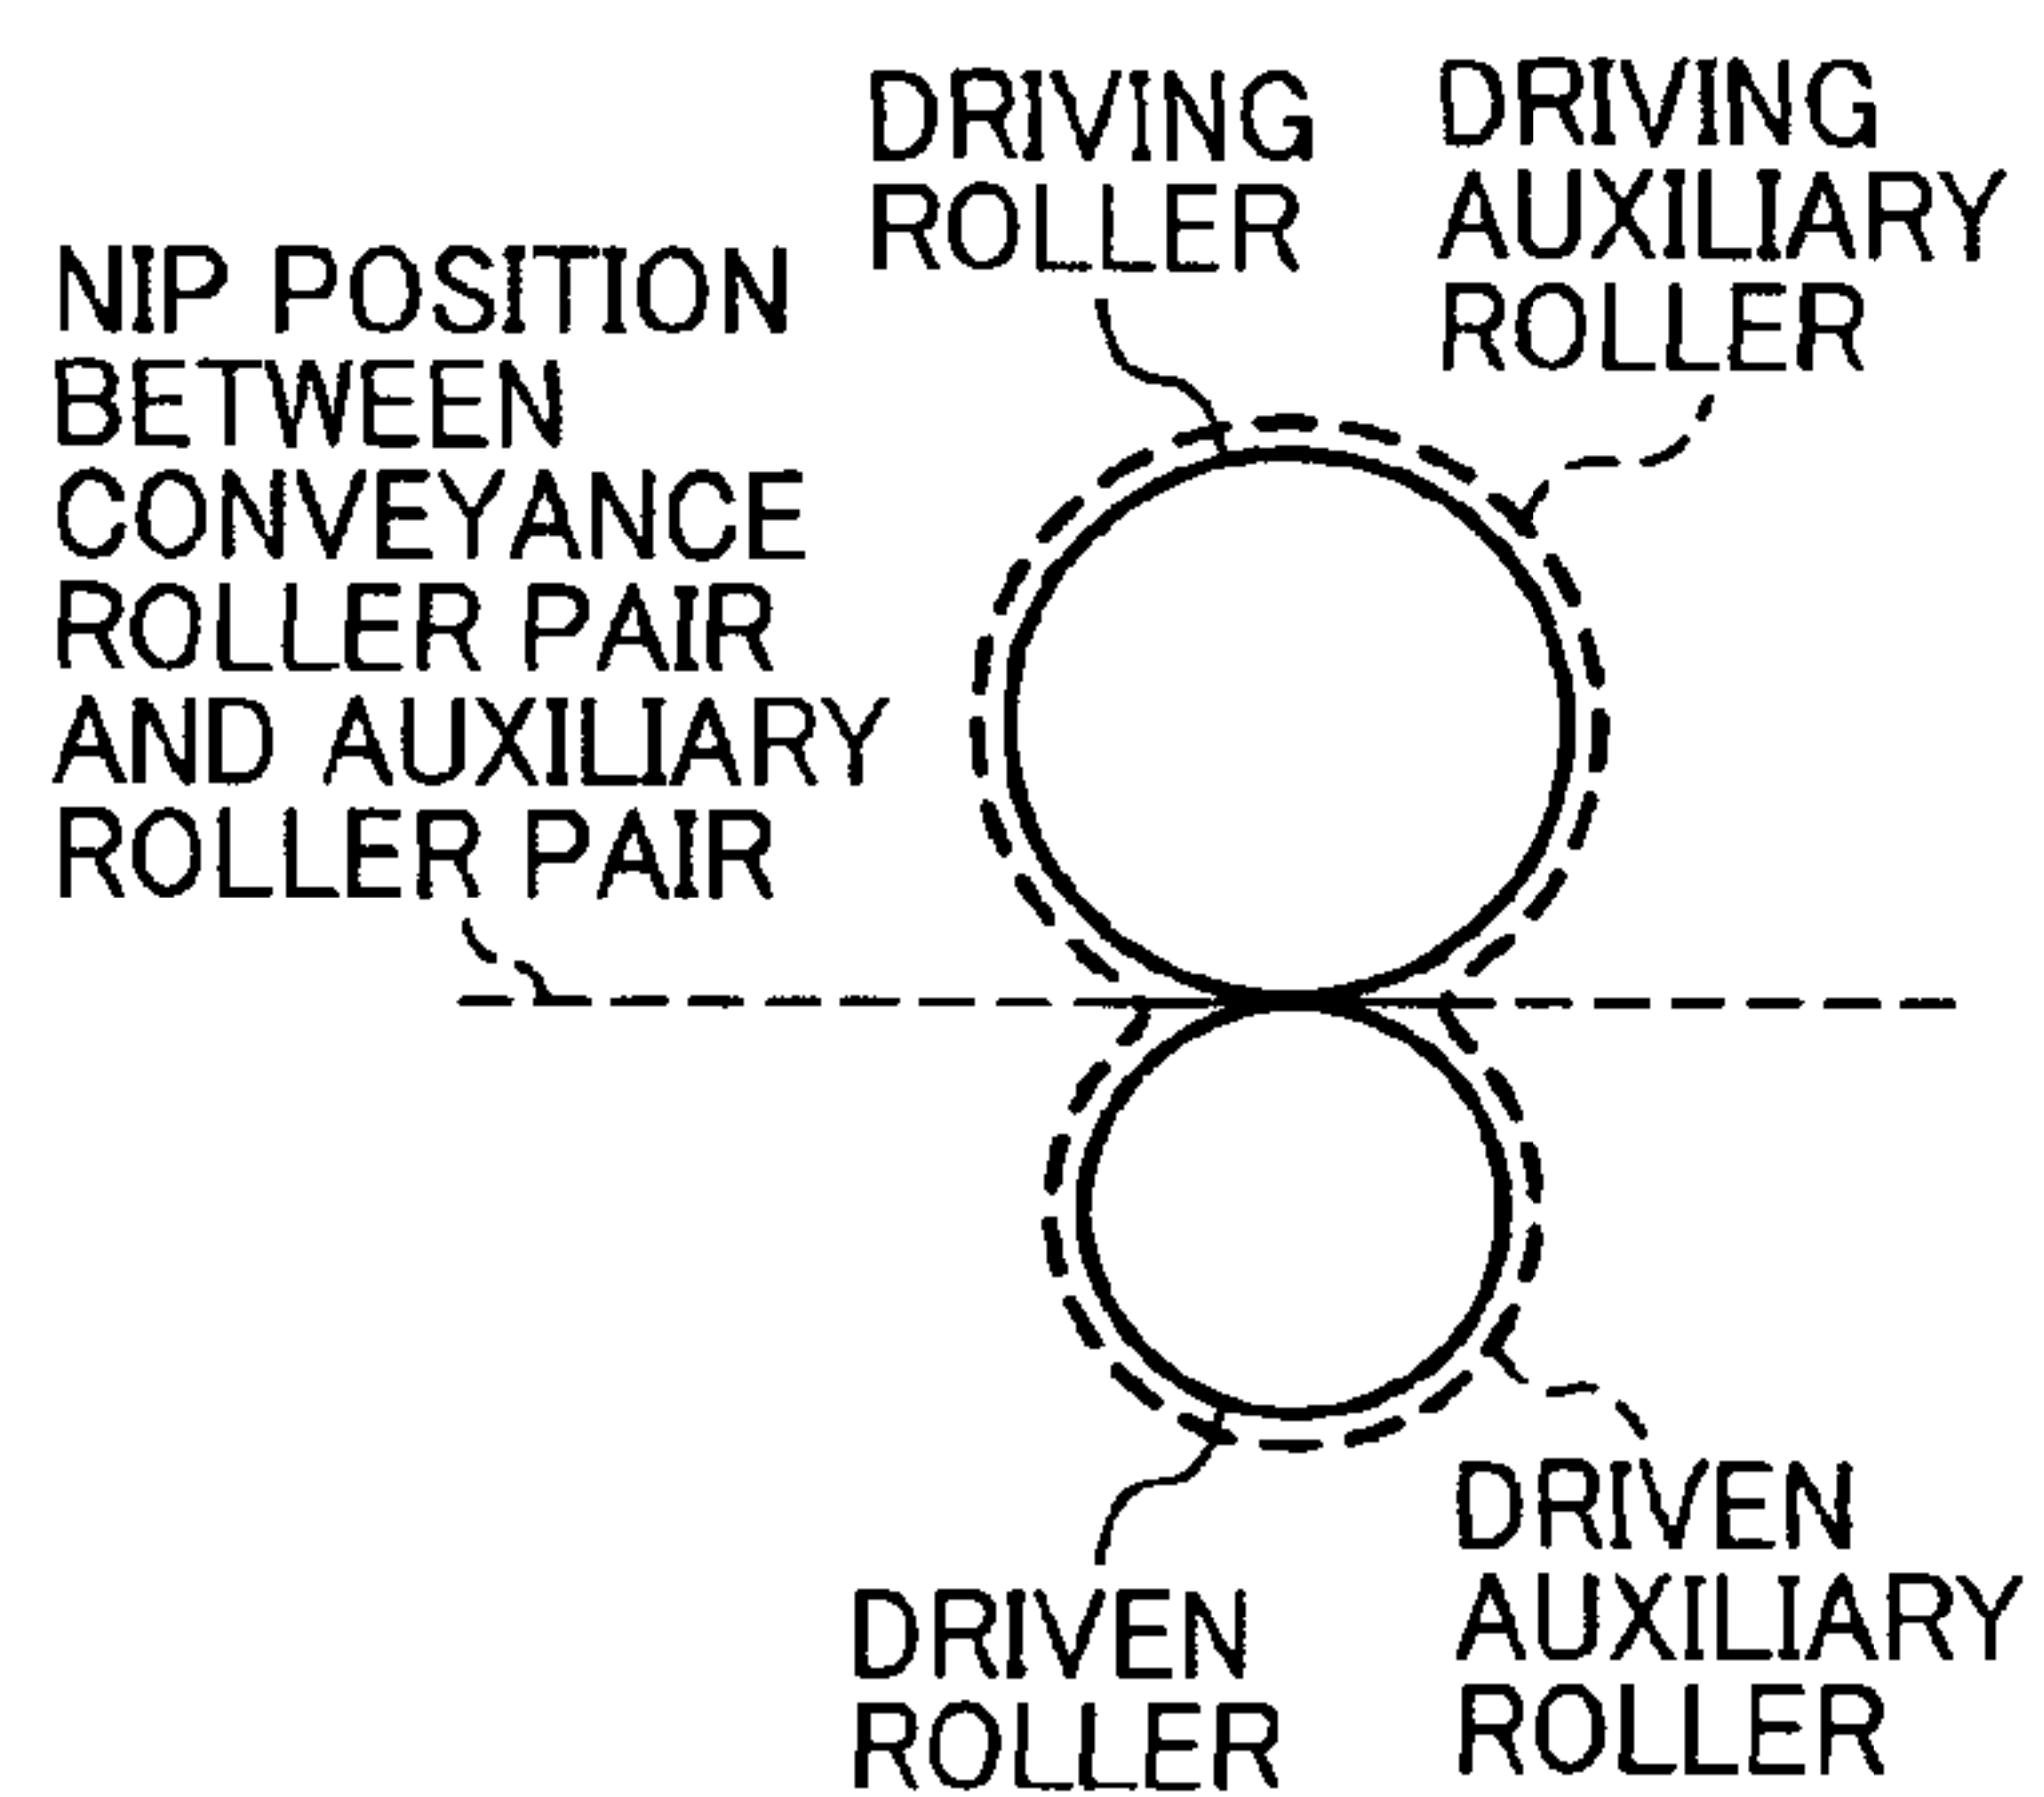 DRIVING
ROLLER
DRIVING
AUXILIARY
ROLLER
NIP POSITION
BETWEEN
CONVEYANCE
ROLLER PAIR
AND AUXILIARY
ROLLER PAIR
DRIVEN
ROLLER
DRIVEN
AUXILIARY
ROLLER